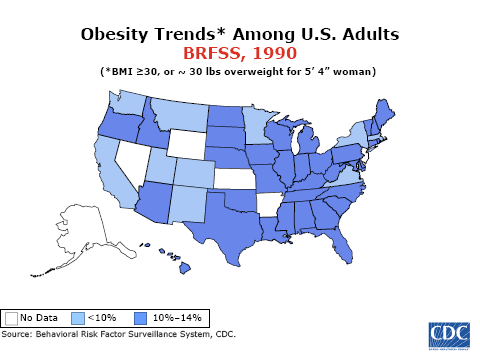 Obesity Trends* Among U.S. Adults
BRFSS, 1990
(*BMI ≥30, or ~ 30 lbs overweight for 5’ 4” woman)
No Data <10% 10%–14%
Source: Behavioral Risk Factor Surveillance System, CDC.
CDC